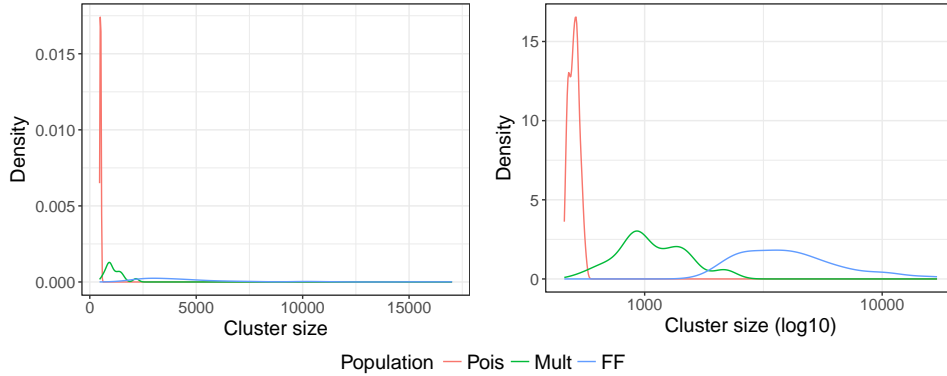 0.015
0.010
0.005
0.000
Density
0 5000 10000 15000
Cluster size
15
10
5
0
Density
1000 10000
Cluster size (log10)
Population Pois Mult FF